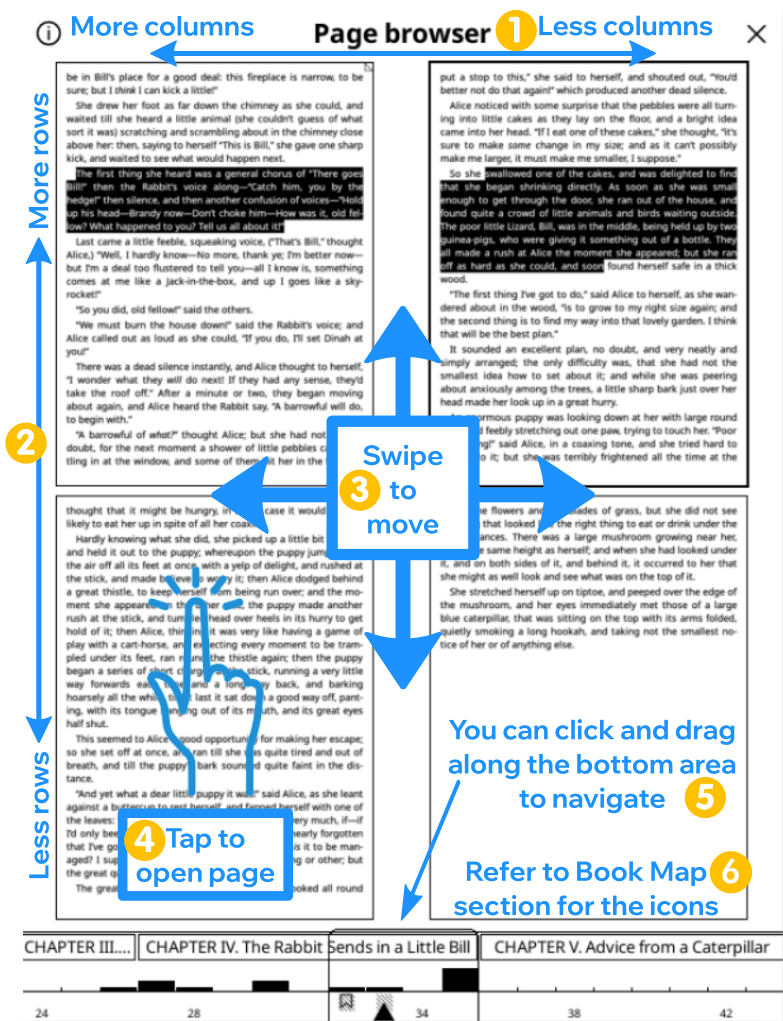 More columns
Page browser
1
Less columns
be in Bill's place for a good deal: this fireplace is narrow, to be
sure; but I think I can kick a little!"
She drew her foot as far down the chimney as she could, and
waited till she heard a little animal (she couldn't guess of what
sort it was) scratching and scrambling about in the chimney close
above her: then, saying to herself "This is Bill," she gave one sharp
kick, and waited to see what would happen next.
The first thing she heard was a general chorus of "There goes
Bill!" then the Rabbit's voice along—"Catch him, you by the
hedge!" then silence, and then another confusion of voices—"Hold
up his head—Brandy now—Don't choke him—How was it, old fel-
low? What happened to you? Tell us all about it!"
Last came a little feeble, squeaking voice, ("That's Bill," thought
Alice,) "Well, I hardly know—No more, thank ye; I'm better now—
but I'm a deal too flustered to tell you—all I know is, something
comes at me like a Jack-in-the-box, and up I goes like a sky-
rocket!"
"So you did, old fellow!" said the others.
"We must burn the house down!" said the Rabbit's voice; and
Alice called out as loud as she could, "If you do, I'll set Dinah at
you!"
There was a dead silence instantly, and Alice thought to herself,
"I wonder what they will do next! If they had any sense, they'd
take the roof off." After a minute or two, they began moving
about again, and Alice heard the Rabbit say, "A barrowful will do,
to begin with."
"A barrowful of what?" thought Alice; but she had not
doubt, for the next moment a shower of little pebbles
tling in at the window, and some of them hit her in the
put a stop to this," she said to herself, and shouted out, "You'd
better not do that again!" which produced another dead silence.
Alice noticed with some surprise that the pebbles were all turn-
ing into little cakes as they lay on the floor, and a bright idea
came into her head. "If I eat one of these cakes," she thought, "it's
sure to make some change in my size; and as it can't possibly
make me larger, it must make me smaller, I suppose."
So she swallowed one of the cakes, and was delighted to find
that she began shrinking directly. As soon as she was small
enough to get through the door, she ran out of the house, and
found quite a crowd of little animals and birds waiting outside.
The poor little Lizard, Bill, was in the middle, being held up by two
guinea-pigs, who were giving it something out of a bottle. They
all made a rush at Alice the moment she appeared; but she ran
off as hard as she could, and soon found herself safe in a thick
wood.
"The first thing I've got to do," said Alice to herself, as she wan-
dered about in the wood, "is to grow to my right size again; and
the second thing is to find my way into that lovely garden. I think
that will be the best plan."
It sounded an excellent plan, no doubt, and very neatly and
simply arranged; the only difficulty was, that she had not the
smallest idea how to set about it; and while she was peering
about anxiously among the trees, a little sharp bark just over her
head made her look up in a great hurry.
enormous puppy was looking down at her with large round
feebly stretching out one paw, trying to touch her. "Poor
said Alice, in a coaxing tone, and she tried hard to
to it; but she was terribly frightened all the time at the
More rows
2
Less rows
Swipe
3 to
move
thought that it might be hungry, in case it would
likely to eat her up in spite of all her
Hardly knowing what she did, she picked up a little bit
and held it out to the puppy; whereupon the puppy
the air off all its feet at once, with a yelp of delight, and rushed at
the stick, and made believe to worry it; then Alice dodged behind
a great thistle, to keep herself from being run over; and the mo-
ment she appeared on the other the puppy made another
rush at the stick, and head over heels in its hurry to get
hold of it; then Alice, it was very like having a game of
play with a cart-horse, and expecting every moment to be tram-
pled under its feet, ran round the thistle again; then the puppy
began a series of short the stick, running a very little
way forwards each time and a long way back, and barking
hoarsely all the while last it sat down a good way off, pant-
ing, with its tongue hanging out of its mouth, and its great eyes
half shut.
This seemed to Alice a good opportunity for making her escape;
so she set off at once, and ran till she was quite tired and out of
breath, and till the puppy's bark sounded quite faint in the dis-
tance.
"And yet what a dear little puppy it was!" said Alice, as she leant
against a buttercup to rest herself, and fanned herself with one of
the leaves: very much, if—if
I'd only nearly forgotten
that I've is it to be man-
aged? I or other; but
the great
The great looked all round
flowers and blades of grass, but she did not see
that looked like the right thing to eat or drink under the
There was a large mushroom growing near her,
same height as herself; and when she had looked under
it, and on both sides of it, and behind it, it occurred to her that
she might as well look and see what was on the top of it.
She stretched herself up on tiptoe, and peeped over the edge of
the mushroom, and her eyes immediately met those of a large
blue caterpillar, that was sitting on the top with its arms folded,
quietly smoking a long hookah, and taking not the smallest no-
tice of her or of anything else.
4 Tap to
open page
You can click and drag
along the bottom area
to navigate 5
Refer to Book Map 6
section for the icons
CHAPTER III....
CHAPTER IV. The Rabbit Sends in a Little Bill
CHAPTER V. Advice from a Caterpillar
24 28 34 38 42